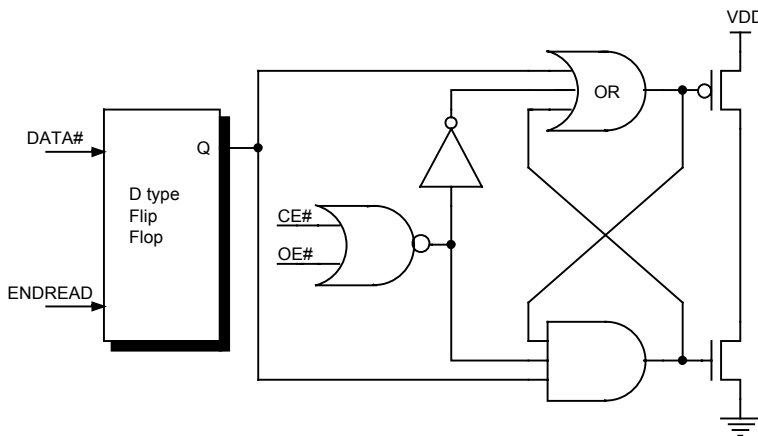 VDD
OR
DATA#
Q
D type
Flip
Flop
CE#
OE#
ENDREAD